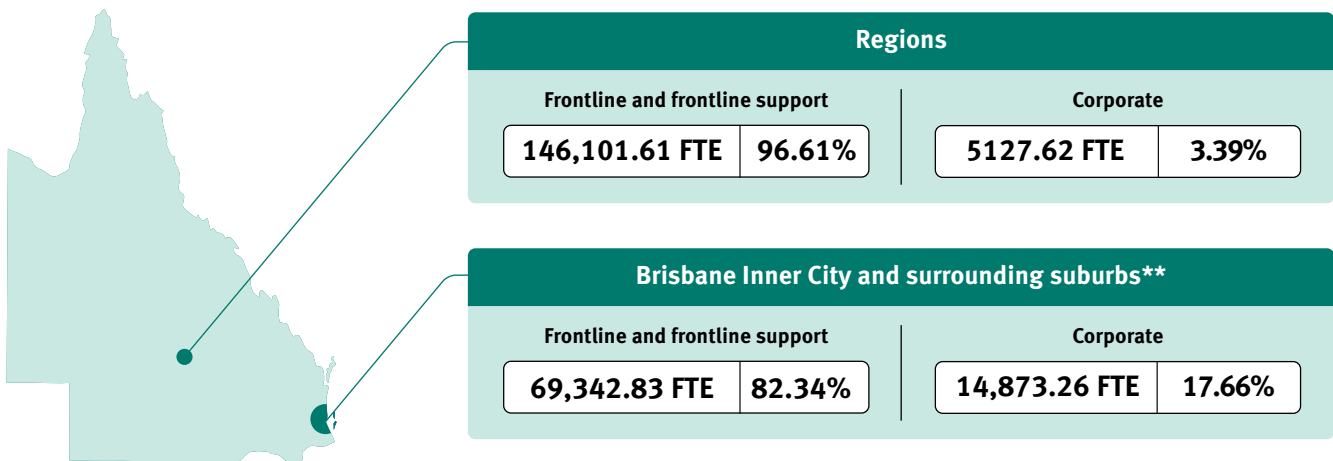 Regions
Frontline and frontline support
Corporate
146,101.61 FTE 96.61%
5127.62 FTE 3.39%
Brisbane Inner City and surrounding suburbs**
Frontline and frontline support
Corporate
69,342.83 FTE 82.34%
14,873.26 FTE 17.66%